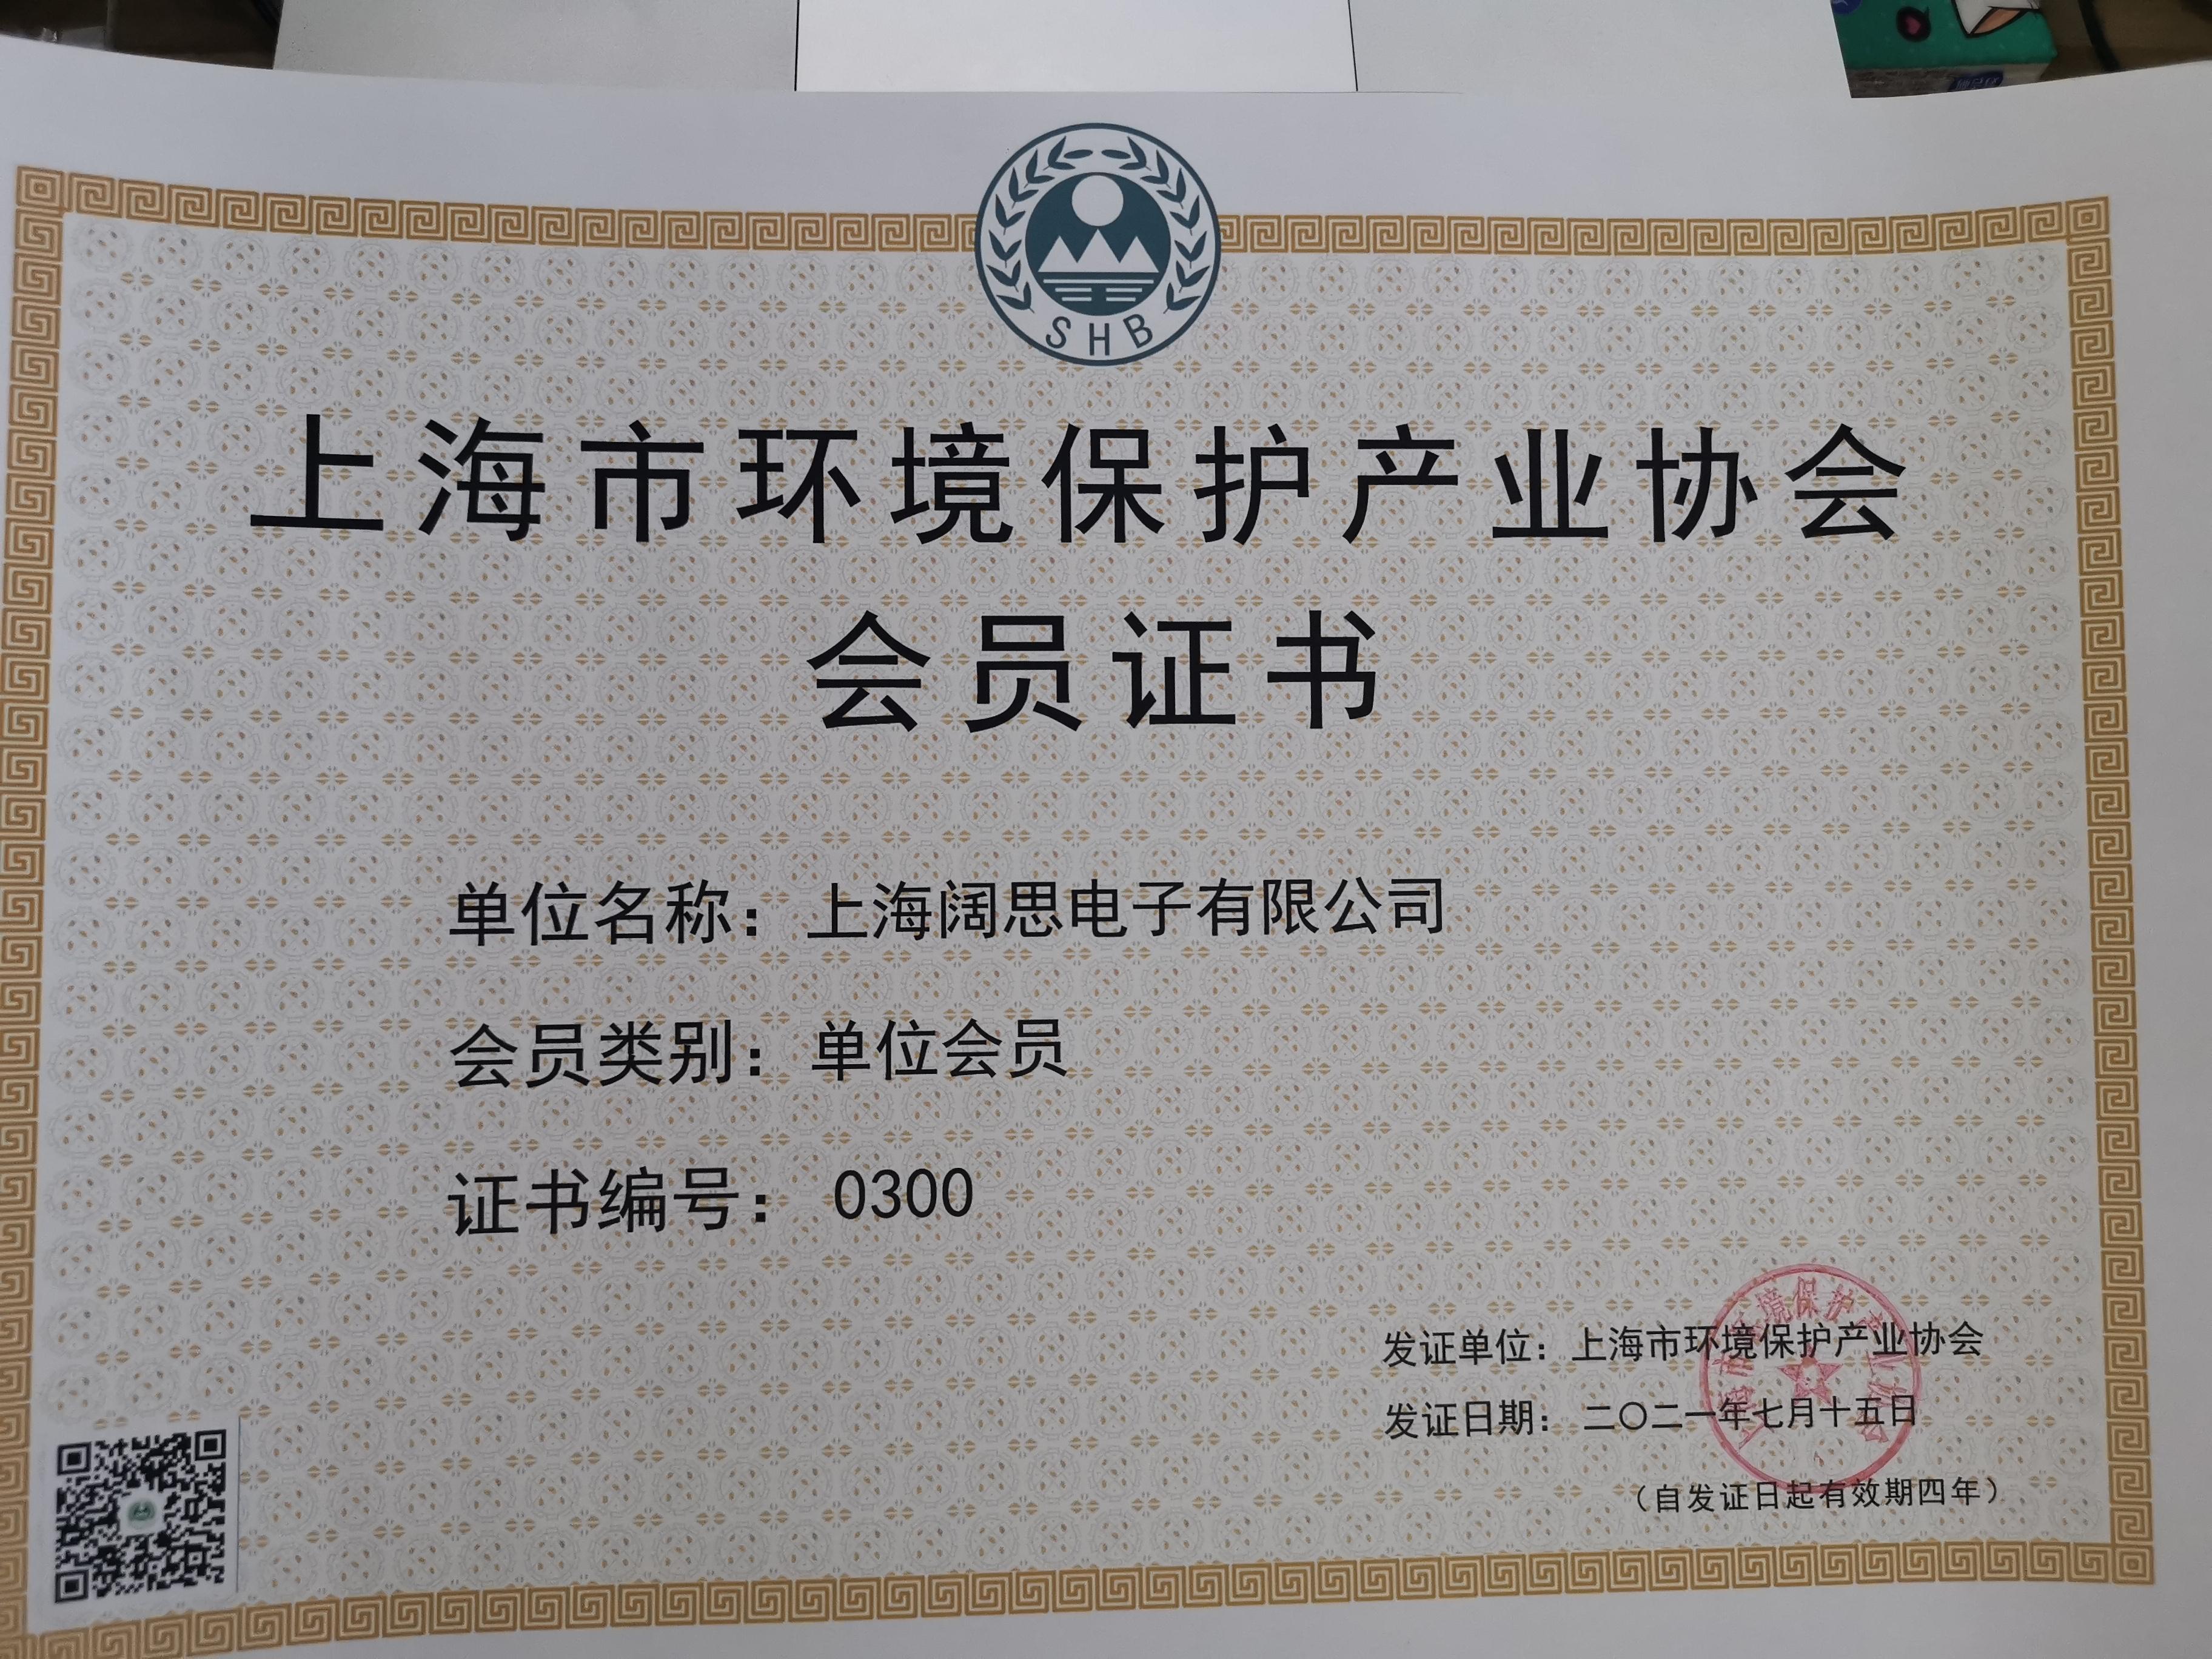 SHB
上海市环境保护产业协会
会员证书
单位名称：上海阔思电子有限公司
会员类别：单位会员
证书编号：0300
发证单位：上海市环境保护产业协会
发证日期：二〇二一年七月十五日
（自发证日起有效期四年）